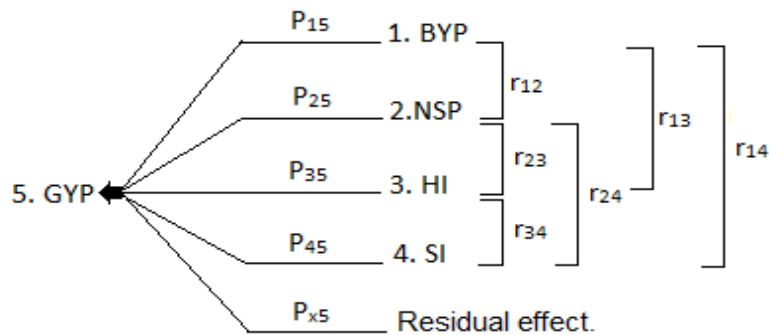 P₁₅ 1. BYP
r₁₂
P₂₅ 2.NSP
r₁₃
r₁₄
r₂₃
5. GYP P₃₅ 3. HI
r₂₄
r₃₄
P₄₅ 4. SI
Pₓ₅ Residual effect.